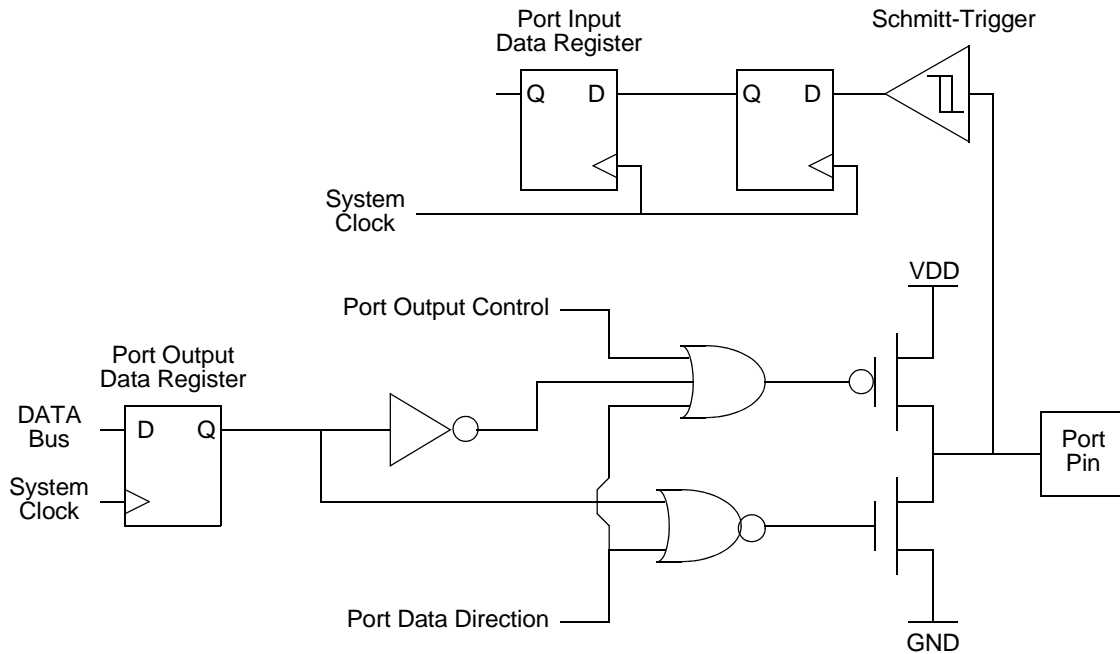 Port Input
Data Register
Schmitt-Trigger
Q D
Q D
System
Clock
VDD
Port Output Control
Port Output
Data Register
DATA
Bus
D Q
System
Clock
Port
Pin
Port Data Direction
GND